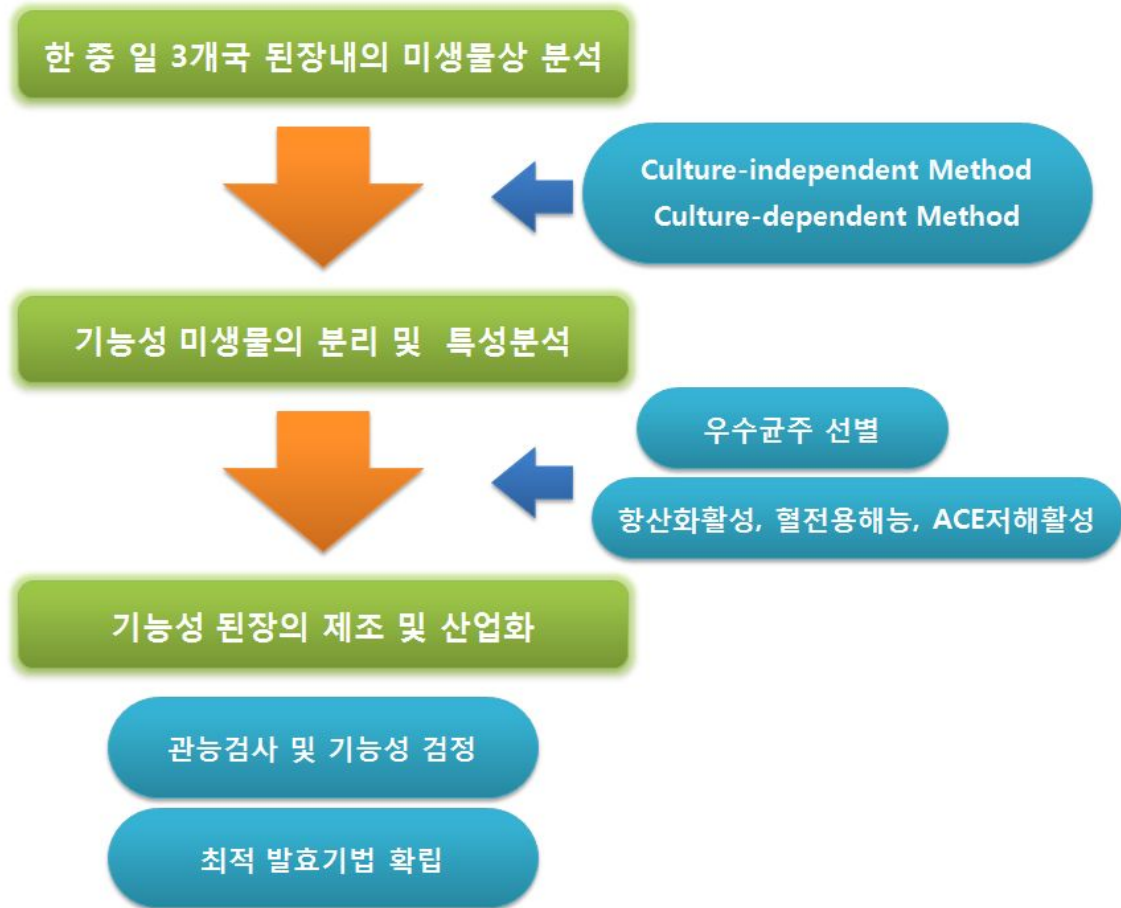 한 중 일 3개국 된장내의 미생물상 분석
Culture-independent Method
Culture-dependent Method
기능성 미생물의 분리 및 특성분석
우수균주 선별
항산화활성, 혈전용해능, ACE저해활성
기능성 된장의 제조 및 산업화
관능검사 및 기능성 검정
최적 발효기법 확립